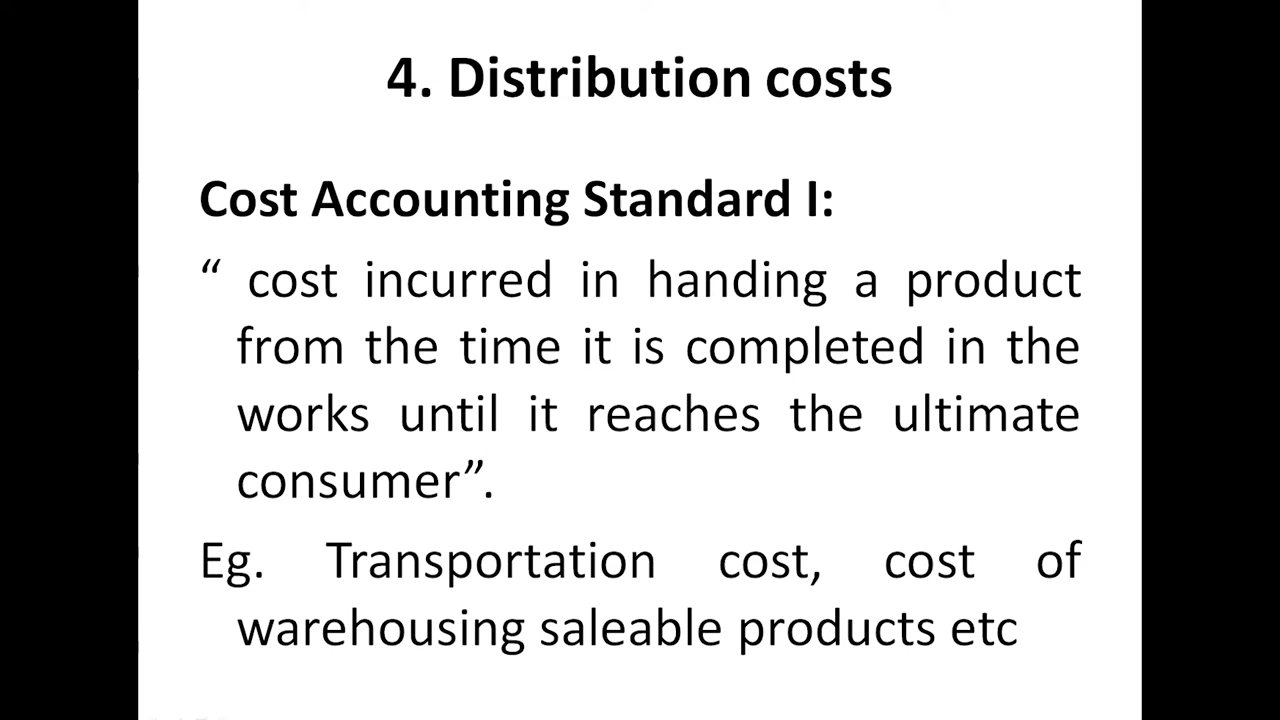 4. Distribution costs
Cost Accounting Standard I:
“ cost incurred in handing a product
from the time it is completed in the
works until it reaches the ultimate
consumer”.
Eg. Transportation cost, cost of
warehousing saleable products etc